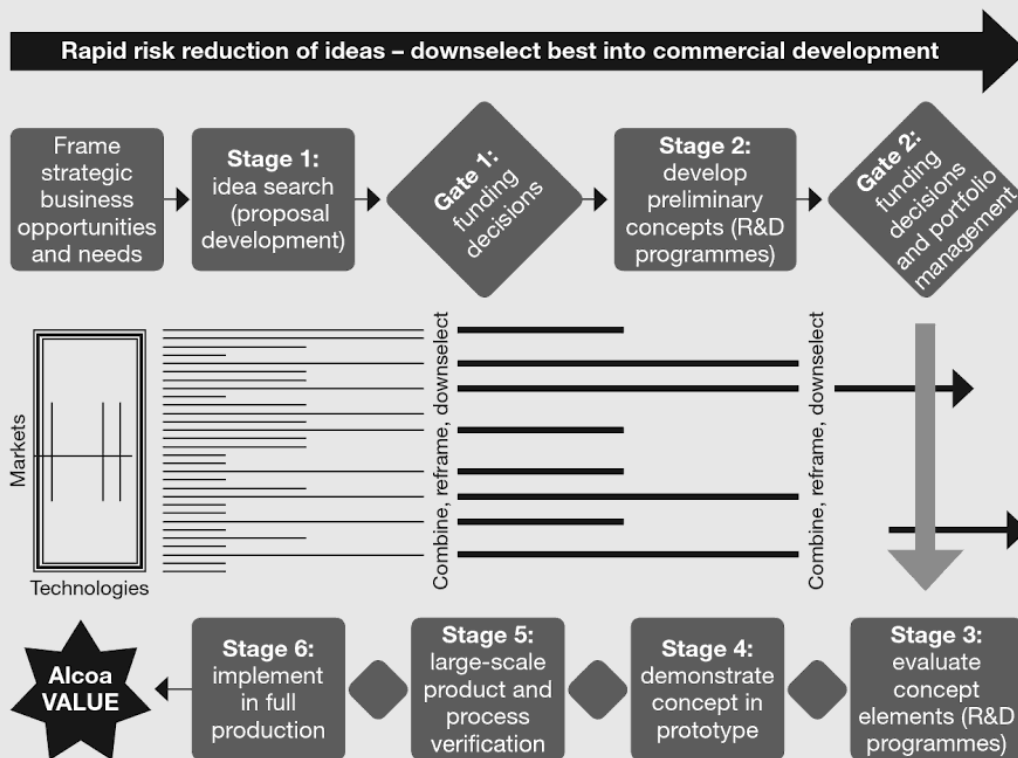 Rapid risk reduction of ideas – downselect best into commercial development
Frame
strategic
business
opportunities
and needs
Stage 1:
idea search
(proposal
development)
Gate 1:
funding
decisions
Stage 2:
develop
preliminary
concepts (R&D
programmes)
Gate 2:
funding
decisions
and portfolio
management
Markets
Technologies
Combine, reframe, downselect
Combine, reframe, downselect
Alcoa
VALUE
Stage 6:
implement
in full
production
Stage 5:
large-scale
product and
process
verification
Stage 4:
demonstrate
concept in
prototype
Stage 3:
evaluate
concept
elements (R&D
programmes)